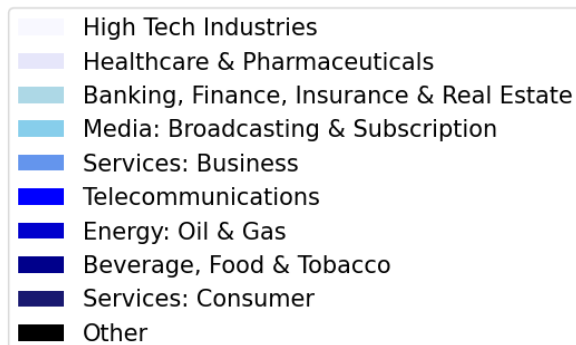 High Tech Industries
Healthcare & Pharmaceuticals
Banking, Finance, Insurance & Real Estate
Media: Broadcasting & Subscription
Services: Business
Telecommunications
Energy: Oil & Gas
Beverage, Food & Tobacco
Services: Consumer
Other